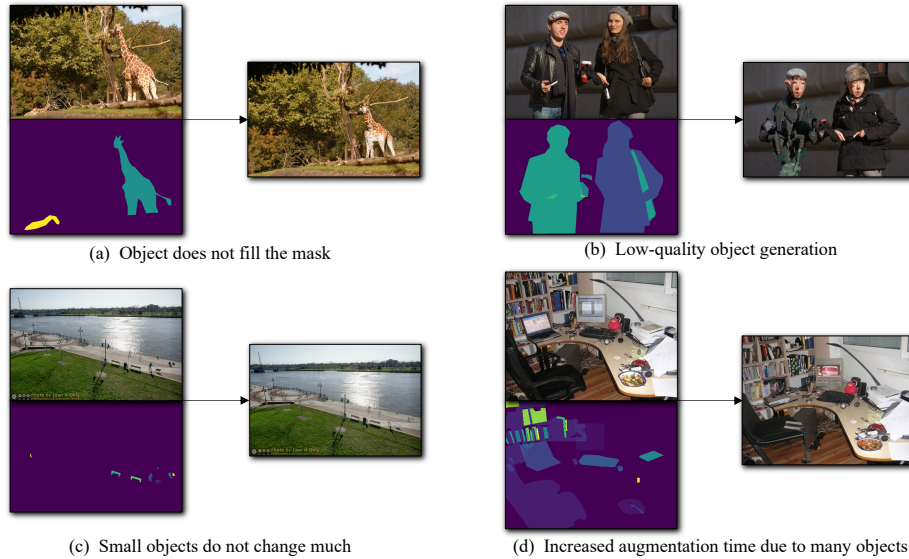 (a) Object does not fill the mask
(b) Low-quality object generation
(c) Small objects do not change much
(d) Increased augmentation time due to many objects